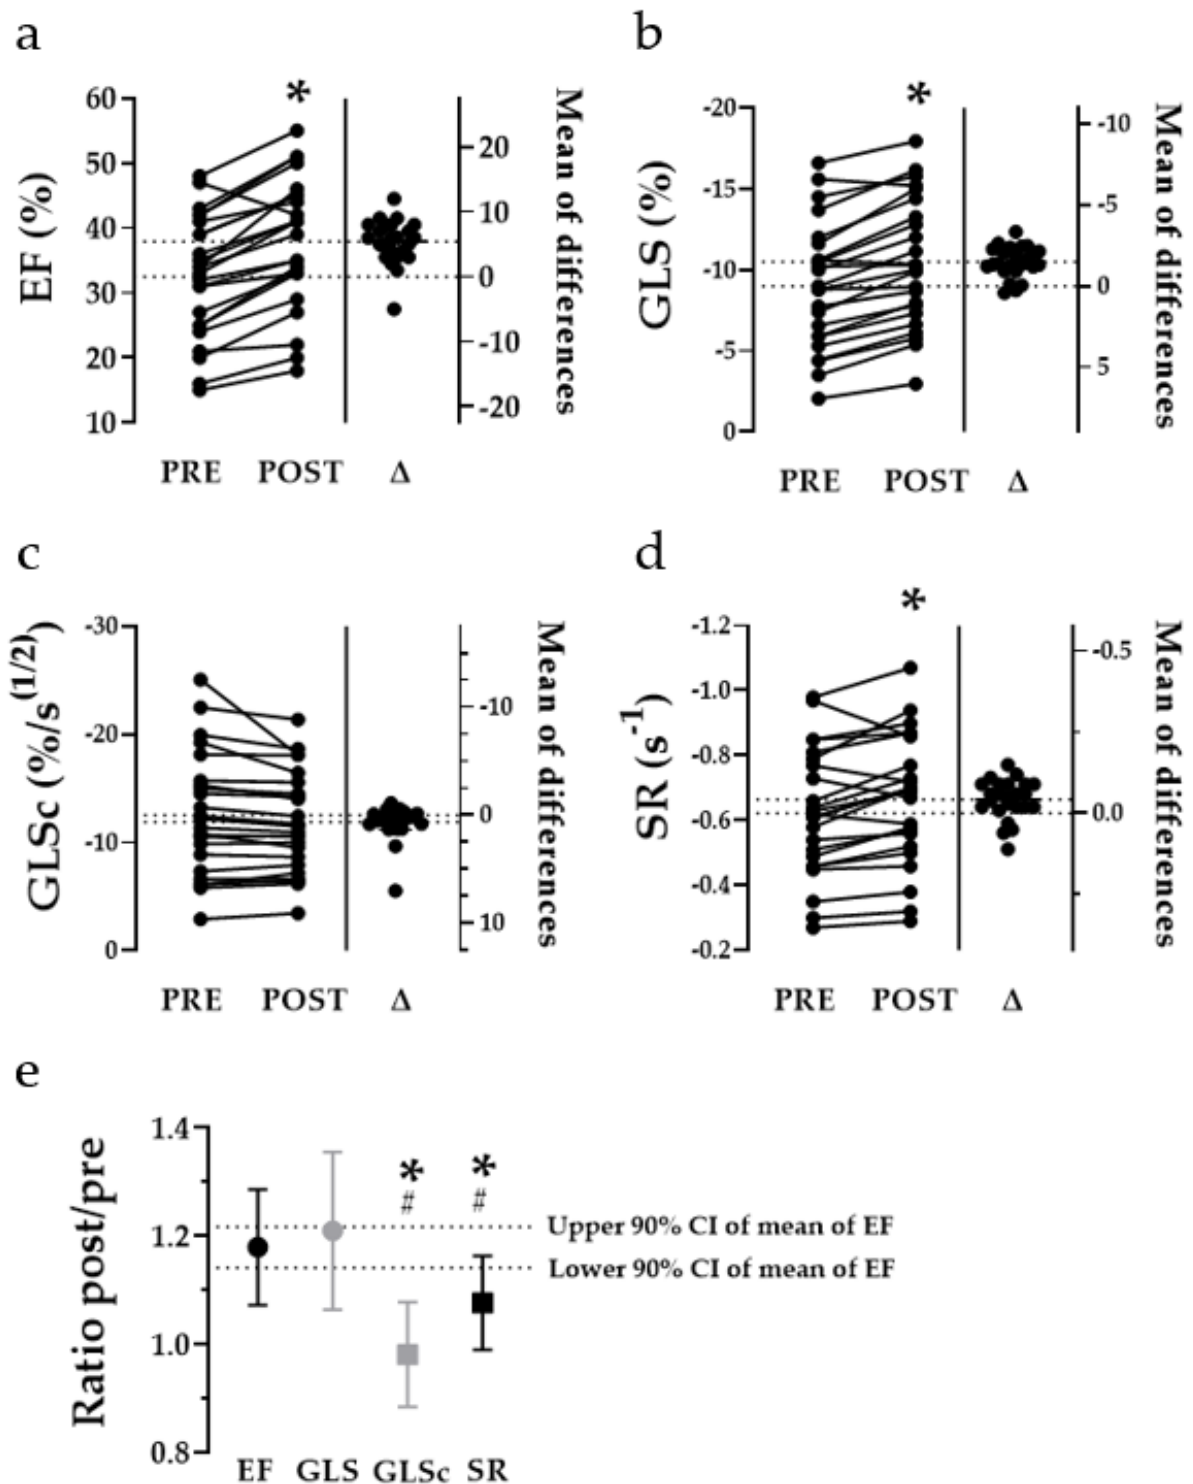 a
EF (%)
60
50
40
30
20
10
*
20
10
0
-10
-20
Mean of differences
PRE POST Δ
b
GLS (%)
-20
-15
-10
-5
0
*
-10
-5
0
5
Mean of differences
PRE POST Δ
c
GLSc (%/s^(1/2))
-30
-20
-10
0
-10
0
10
Mean of differences
PRE POST Δ
d
SR (s^-1)
-1.2
-1.0
-0.8
-0.6
-0.4
-0.2
*
-0.5
0.0
Mean of differences
PRE POST Δ
e
Ratio post/pre
1.4
1.2
1.0
0.8
* *
# #
Upper 90% CI of mean of EF
Lower 90% CI of mean of EF
EF GLS GLSc SR